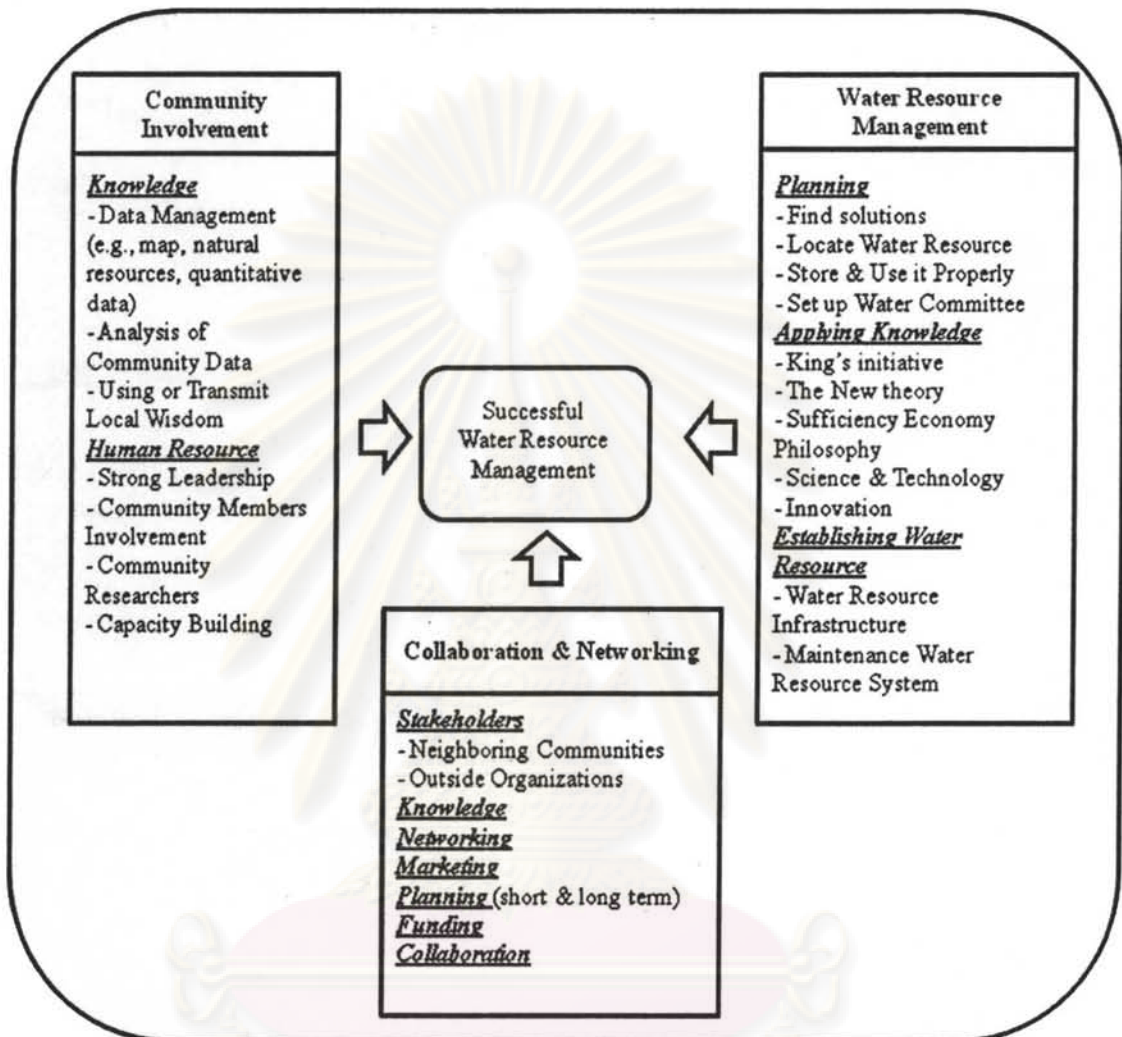 Community
Involvement
Knowledge
- Data Management
(e.g., map, natural
resources, quantitative
data)
-Analysis of
Community Data
- Using or Transmit
Local Wisdom
Human Resource
- Strong Leadership
- Community Members
Involvement
- Community
Researchers
- Capacity Building
Successful
Water Resource
Management
Water Resource
Management
Planning
-Find solutions
-Locate Water Resource
-Store & Use it Properly
-Set up Water Committee
Applying Knowledge
-King's initiative
-The New theory
-Sufficiency Economy
Philosophy
-Science & Technology
-Innovation
Establishing Water
Resource
-Water Resource
Infrastructure
-Maintenance Water
Resource System
Collaboration & Networking
Stakeholders
-Neighboring Communities
-Outside Organizations
Knowledge
Networking
Marketing
Planning (short & long term)
Funding
Collaboration